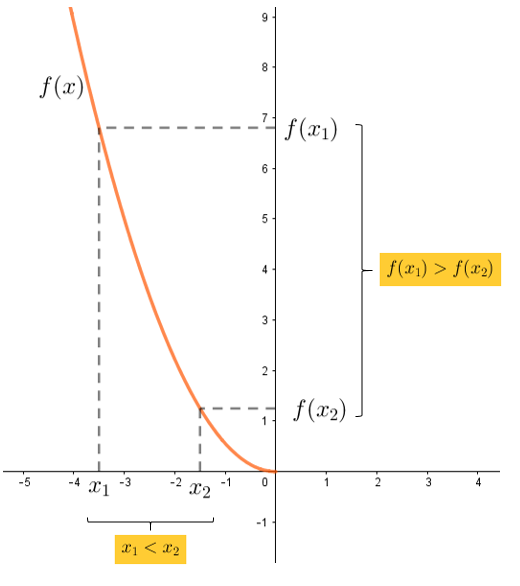 9
8
f(x)
7
f(x₁)
6
5
f(x₁) > f(x₂)
4
3
2
f(x₂)
1
-5 -4 x₁ -3 -2 x₂ -1 0 1 2 3 4
-1
x₁ < x₂